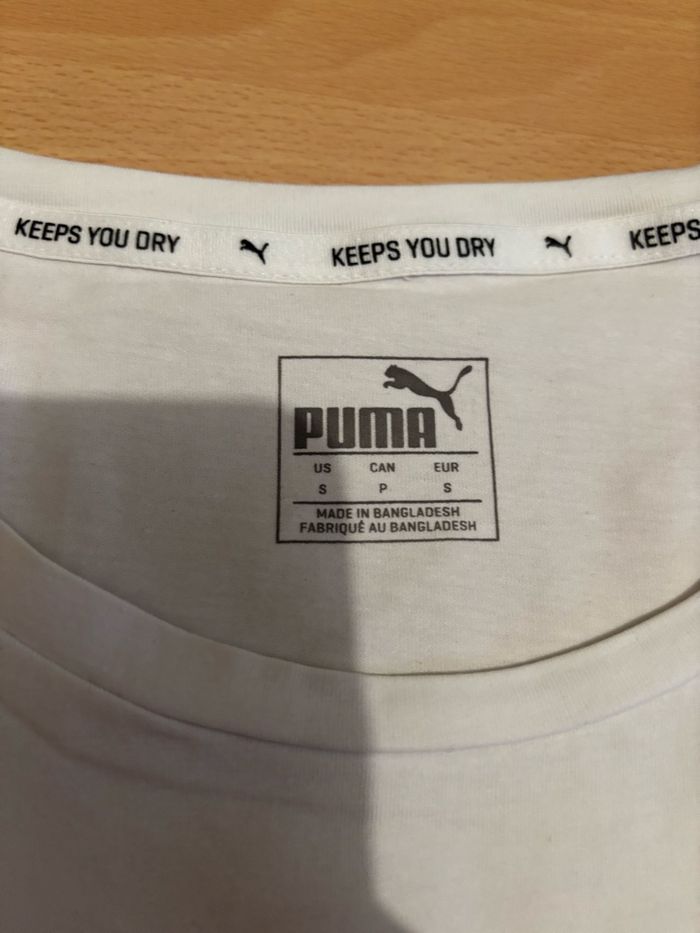 KEEPS YOU DRY KEEPS YOU DRY KEEPS
PUMA
US CAN EUR
S P S
MADE IN BANGLADESH
FABRIQUÉ AU BANGLADESH